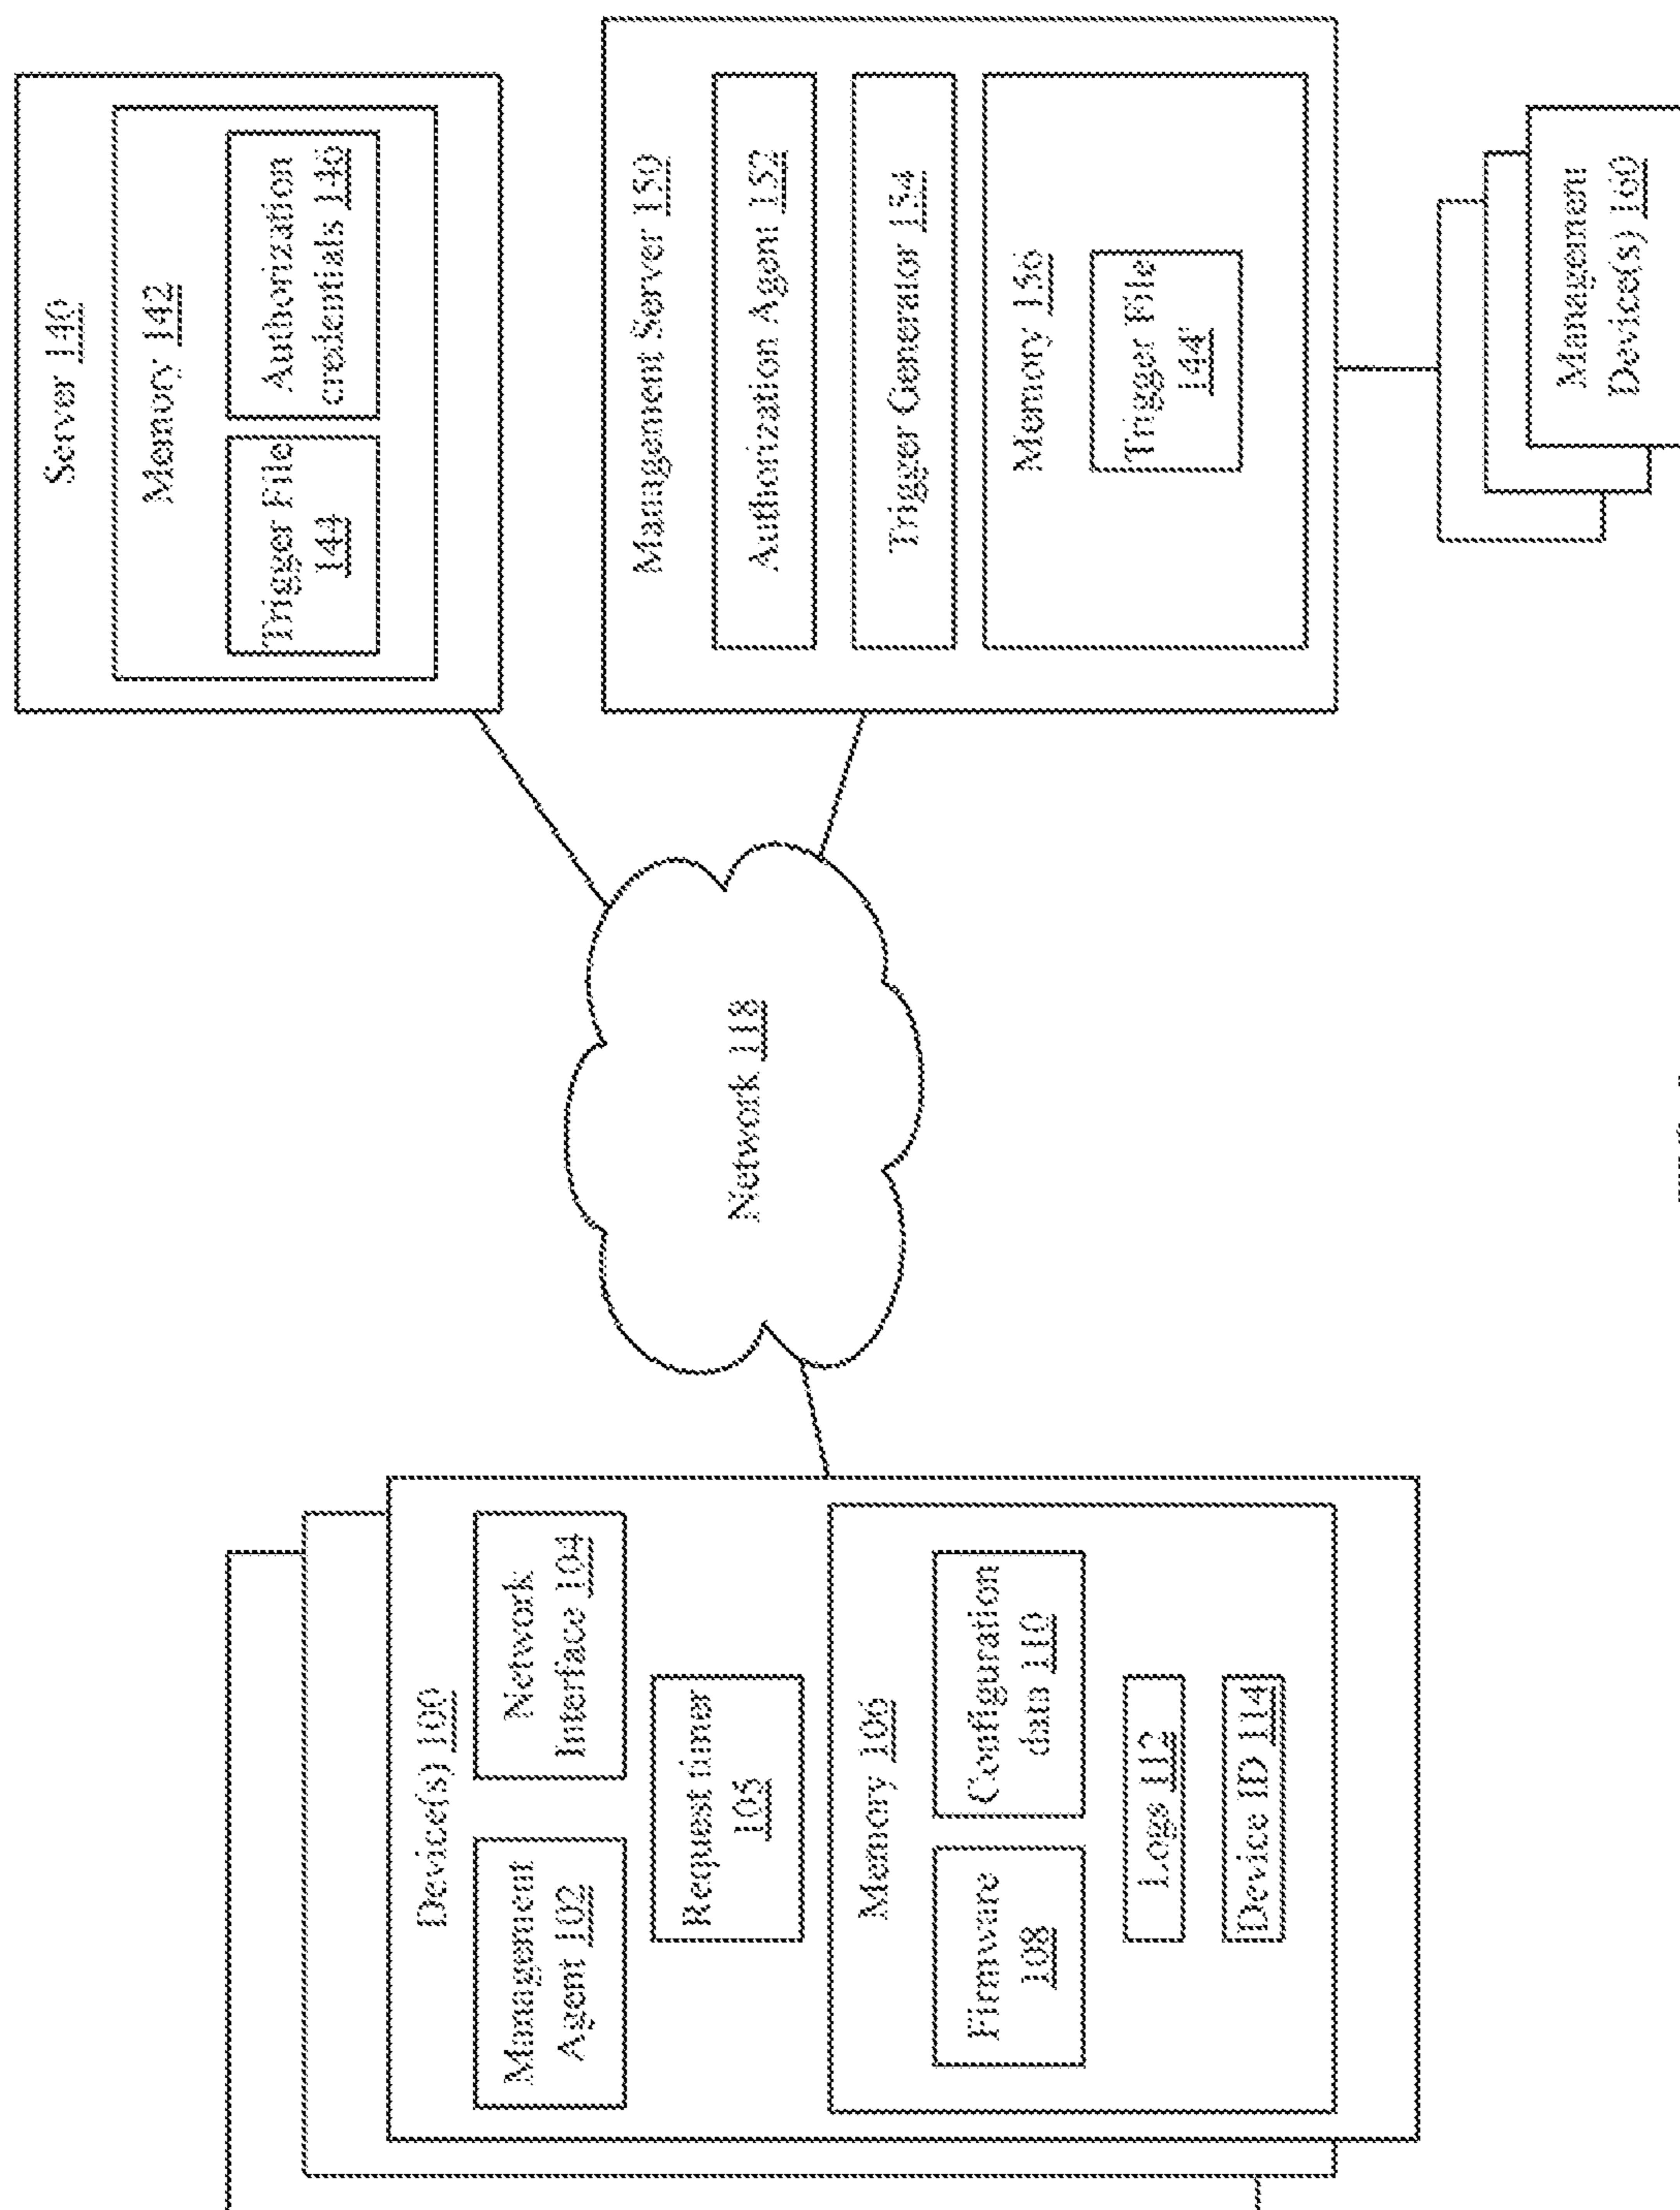 Device(s) 100
Management
Agent 102
Network
Interface 104
Request timer
105
Memory 106
Firmware
108
Configuration
data 110
Logs 112
Device ID 114
Network 118
Server 140
Memory 142
Trigger File
144
Authorization
credentials 146
Management Server 150
Authorization Agent 152
Trigger Generator 154
Memory 156
Trigger File
144'
Managemen
Device(s) 160